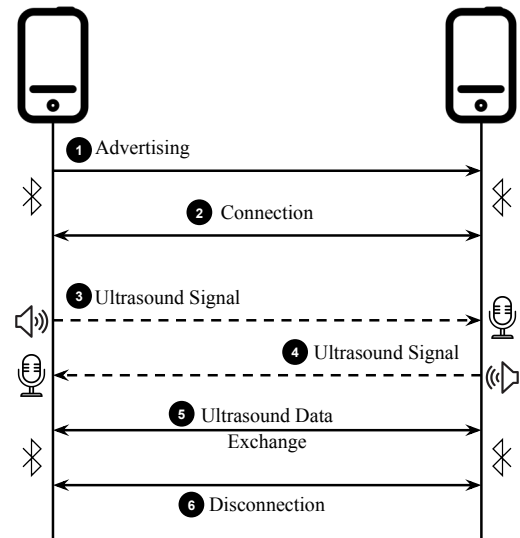 1 Advertising
2 Connection
3 Ultrasound Signal
4 Ultrasound Signal
5 Ultrasound Data
Exchange
6 Disconnection